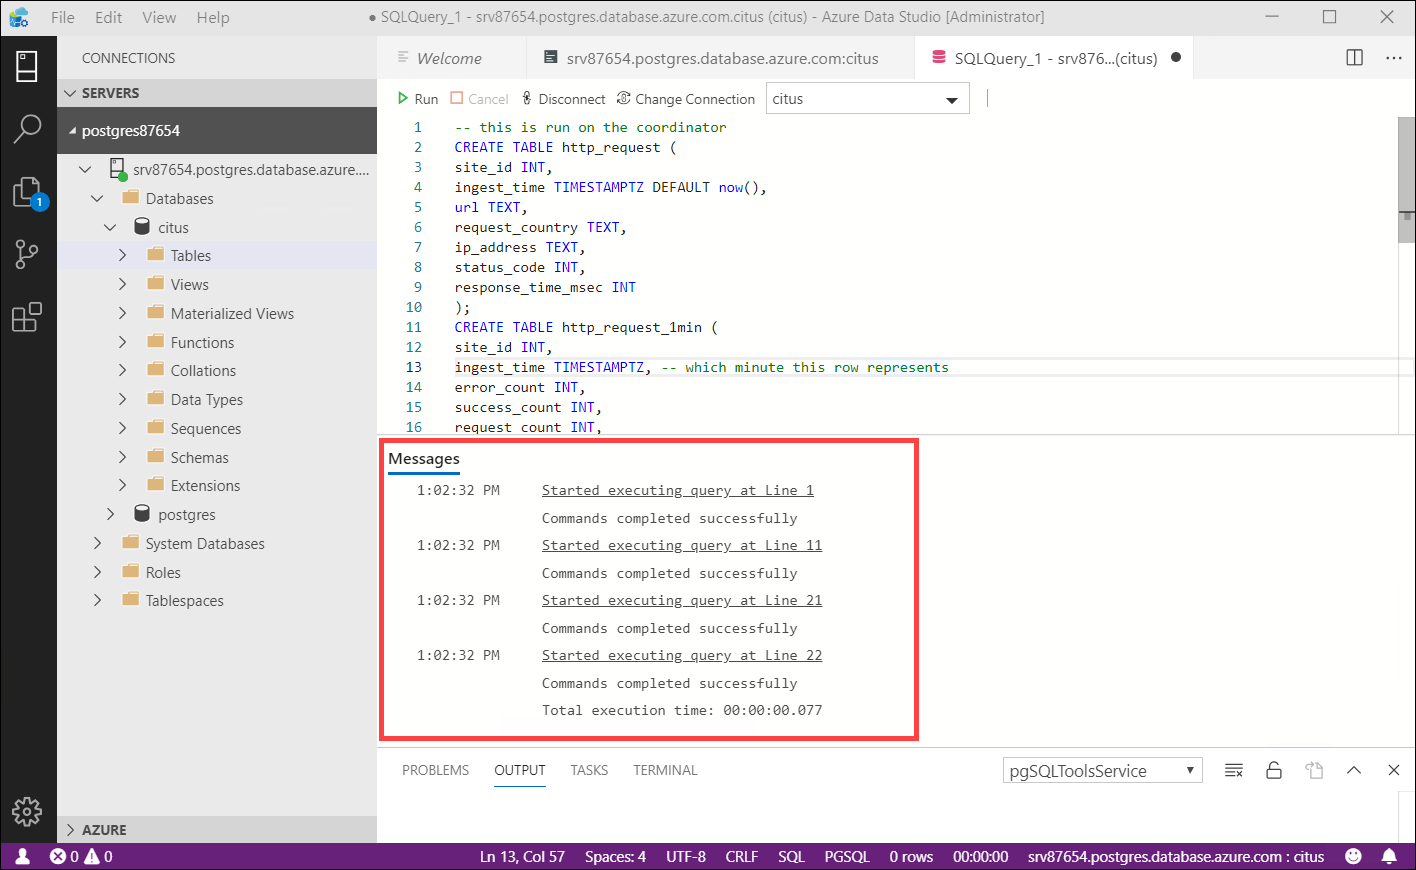 File Edit View Help ● SQLQuery_1 - srv87654.postgres.database.azure.com.citus (citus) - Azure Data Studio [Administrator]
CONNECTIONS
SERVERS
postgres87654
srv87654.postgres.database.azure....
Databases
citus
Tables
Views
Materialized Views
Functions
Collations
Data Types
Sequences
Schemas
Extensions
postgres
System Databases
Roles
Tablespaces
AZURE
1
Welcome srv87654.postgres.database.azure.com:citus SQLQuery_1 - srv876...(citus) ●
Run Cancel Disconnect Change Connection citus
1 -- this is run on the coordinator
2 CREATE TABLE http_request (
3 site_id INT,
4 ingest_time TIMESTAMPTZ DEFAULT now(),
5 url TEXT,
6 request_country TEXT,
7 ip_address TEXT,
8 status_code INT,
9 response_time_msec INT
10 );
11 CREATE TABLE http_request_1min (
12 site_id INT,
13 ingest_time TIMESTAMPTZ, -- which minute this row represents
14 error_count INT,
15 success_count INT,
16 request_count INT,
Messages
1:02:32 PM Started executing query at Line 1
Commands completed successfully
1:02:32 PM Started executing query at Line 11
Commands completed successfully
1:02:32 PM Started executing query at Line 21
Commands completed successfully
1:02:32 PM Started executing query at Line 22
Commands completed successfully
Total execution time: 00:00:00.077
PROBLEMS OUTPUT TASKS TERMINAL pgSQLToolsService
0 0 Ln 13, Col 57 Spaces: 4 UTF-8 CRLF SQL PGSQL 0 rows 00:00:00 srv87654.postgres.database.azure.com : citus